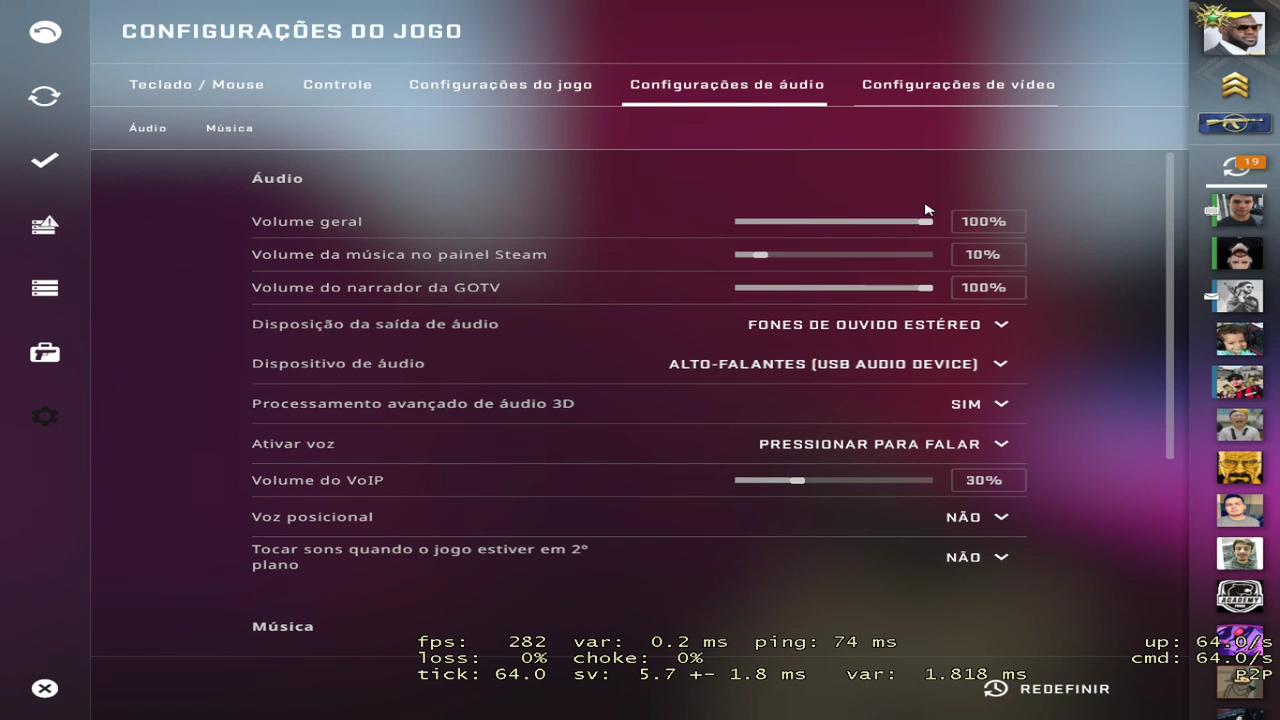 CONFIGURAÇÕES DO JOGO
Teclado / Mouse Controle Configurações do jogo Configurações de áudio Configurações de vídeo
Áudio Música
19
Áudio
Volume geral 100%
Volume da música no painel Steam 10%
Volume do narrador da GOTV 100%
Disposição da saída de áudio FONES DE OUVIDO ESTÉREO
Dispositivo de áudio ALTO-FALANTES (USB AUDIO DEVICE)
Processamento avançado de áudio 3D SIM
Ativar voz PRESSIONAR PARA FALAR
Volume do VoIP 30%
Voz posicional NÃO
Tocar sons quando o jogo estiver em 2°
plano NÃO
ACADEMY
Música
fps: 282 var: 0.2 ms ping: 74 ms up: 64.0/s
loss: 0% choke: 0% cmd: 64.0/s
tick: 64.0 sv: 5.7 +- 1.8 ms var: 1.818 ms P2P
REDEFINIR